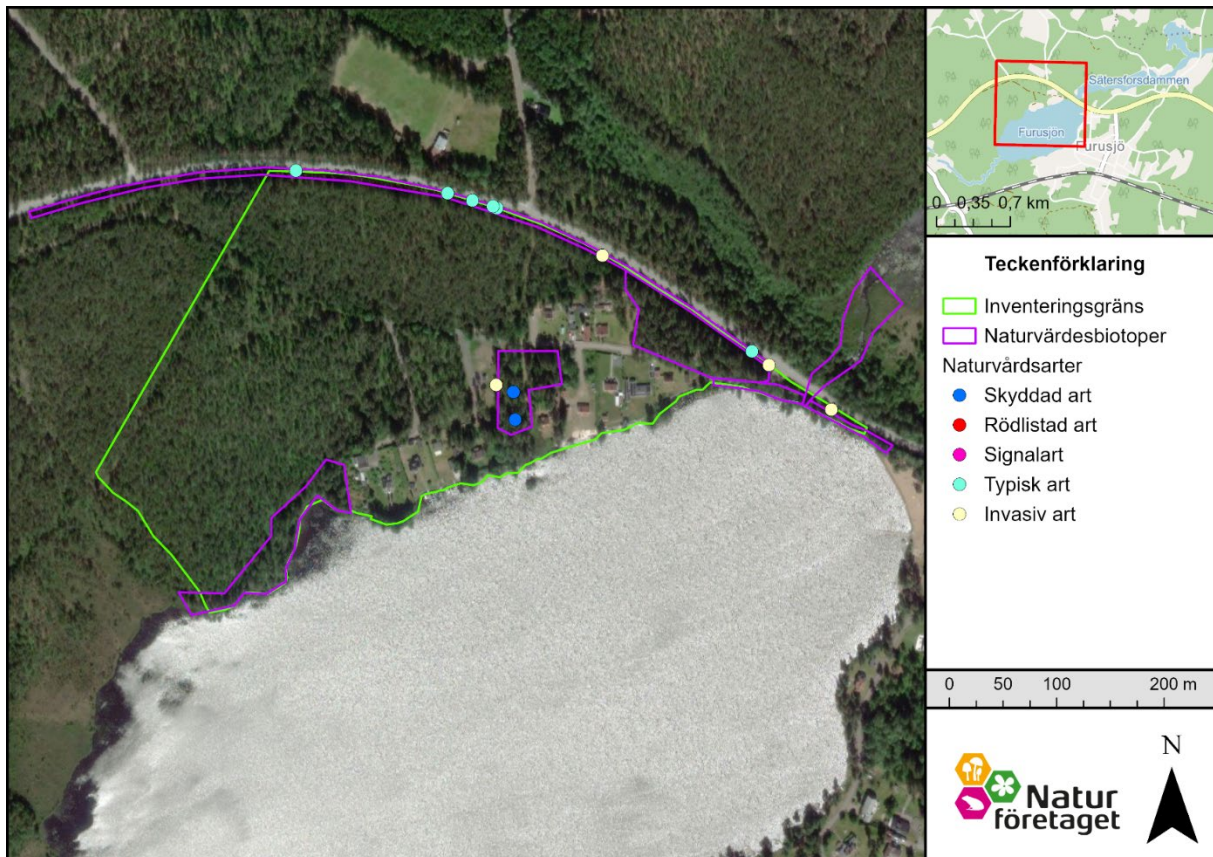 Sätersforsdammen
Furusjön
Furusjö
0 0,35 0,7 km
Teckenförklaring
Inventeringsgräns
Naturvärdesbiotoper
Naturvårdsarter
Skyddad art
Rödlistad art
Signalart
Typisk art
Invasiv art
0 50 100 200 m
N
Natur
företaget